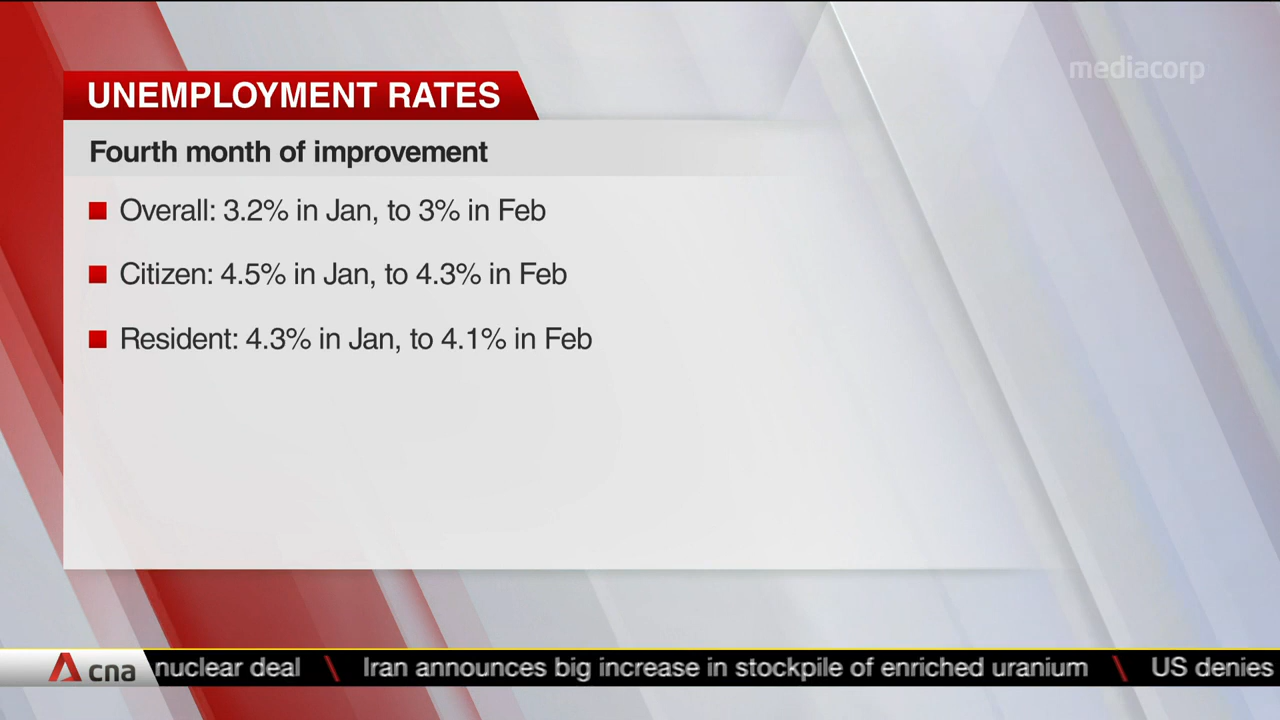 mediacorp
UNEMPLOYMENT RATES
Fourth month of improvement
Overall: 3.2% in Jan, to 3% in Feb
Citizen: 4.5% in Jan, to 4.3% in Feb
Resident: 4.3% in Jan, to 4.1% in Feb
cna nuclear deal \ Iran announces big increase in stockpile of enriched uranium \ US denies